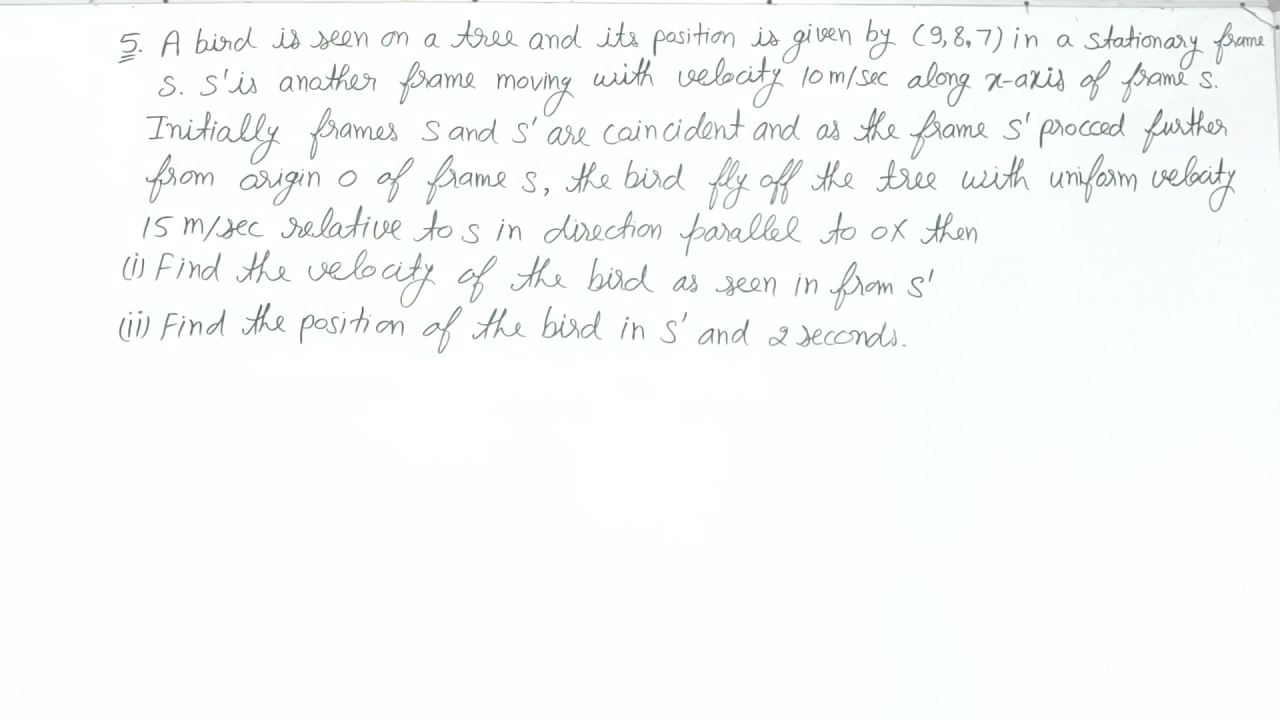 5. A bird is seen on a tree and its position is given by (9,8,7) in a stationary frame
S. S' is another frame moving with velocity 10 m/sec along x-axis of frame S.
Initially frames S and S' are coincident and as the frame S' procced further
from origin O of frame S, the bird fly off the tree with uniform velocity
15 m/sec relative to S in direction parallel to OX then
(i) Find the velocity of the bird as seen in from S'
(ii) Find the position of the bird in S' and 2 seconds.